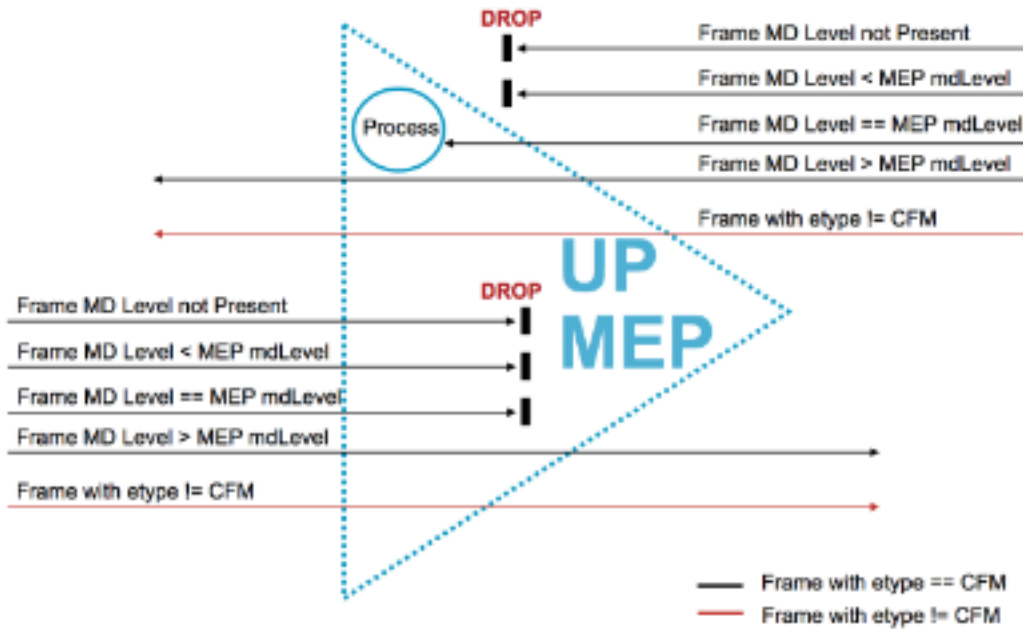 DROP
Frame MD Level not Present
Frame MD Level < MEP mdLevel
Process
Frame MD Level == MEP mdLevel
Frame MD Level > MEP mdLevel
Frame with etype != CFM
UP
MEP
DROP
Frame MD Level not Present
Frame MD Level < MEP mdLevel
Frame MD Level == MEP mdLevel
Frame MD Level > MEP mdLevel
Frame with etype != CFM
Frame with etype == CFM
Frame with etype != CFM